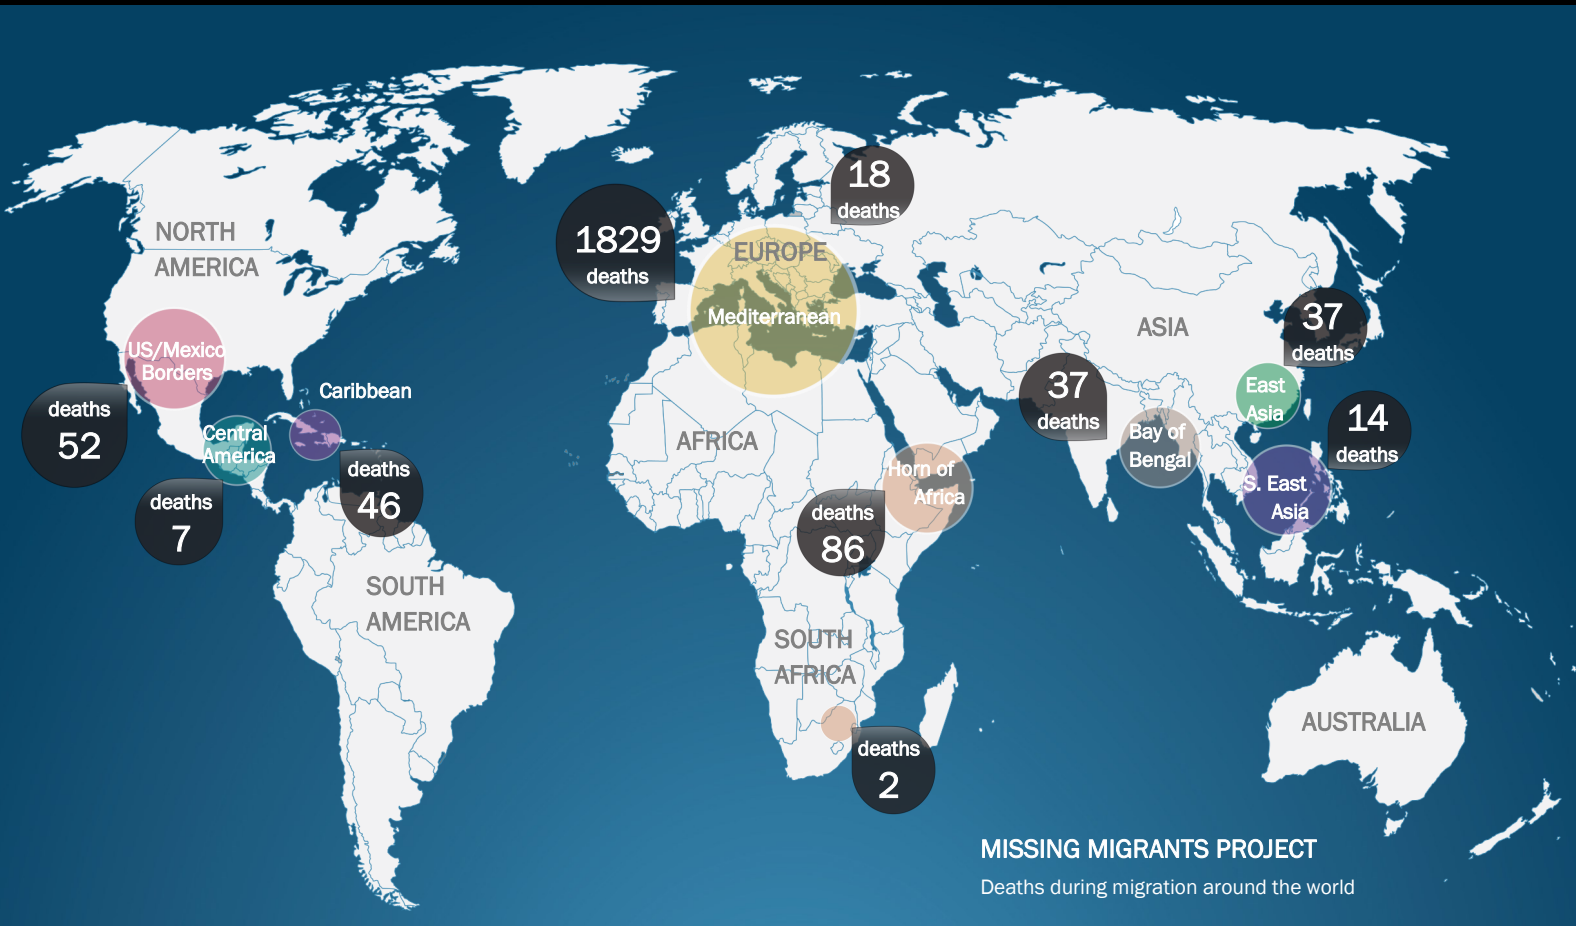 NORTH
AMERICA
US/Mexico
Borders
deaths
52
Central
America
deaths
7
Caribbean
deaths
46
SOUTH
AMERICA
1829
deaths
18
deaths
EUROPE
Mediterranean
AFRICA
Horn of
Africa
deaths
86
SOUTH
AFRICA
deaths
2
ASIA
37
deaths
Bay of
Bengal
37
deaths
East
Asia
14
deaths
S. East
Asia
AUSTRALIA
MISSING MIGRANTS PROJECT
Deaths during migration around the world